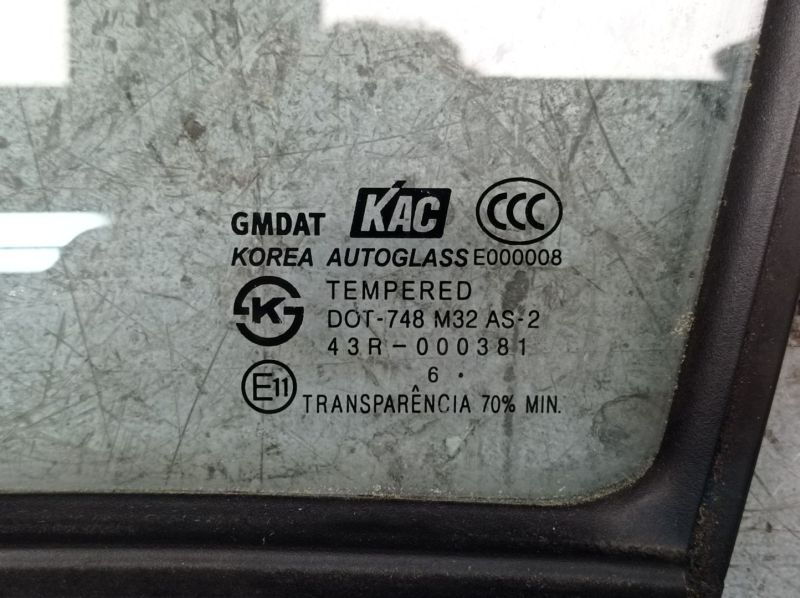 GMDAT KAC CCC
KOREA AUTOGLASS E000008
TEMPERED
K
DOT-748 M32 AS-2
43R-000381
6 .
E11
TRANSPARÊNCIA 70% MIN.